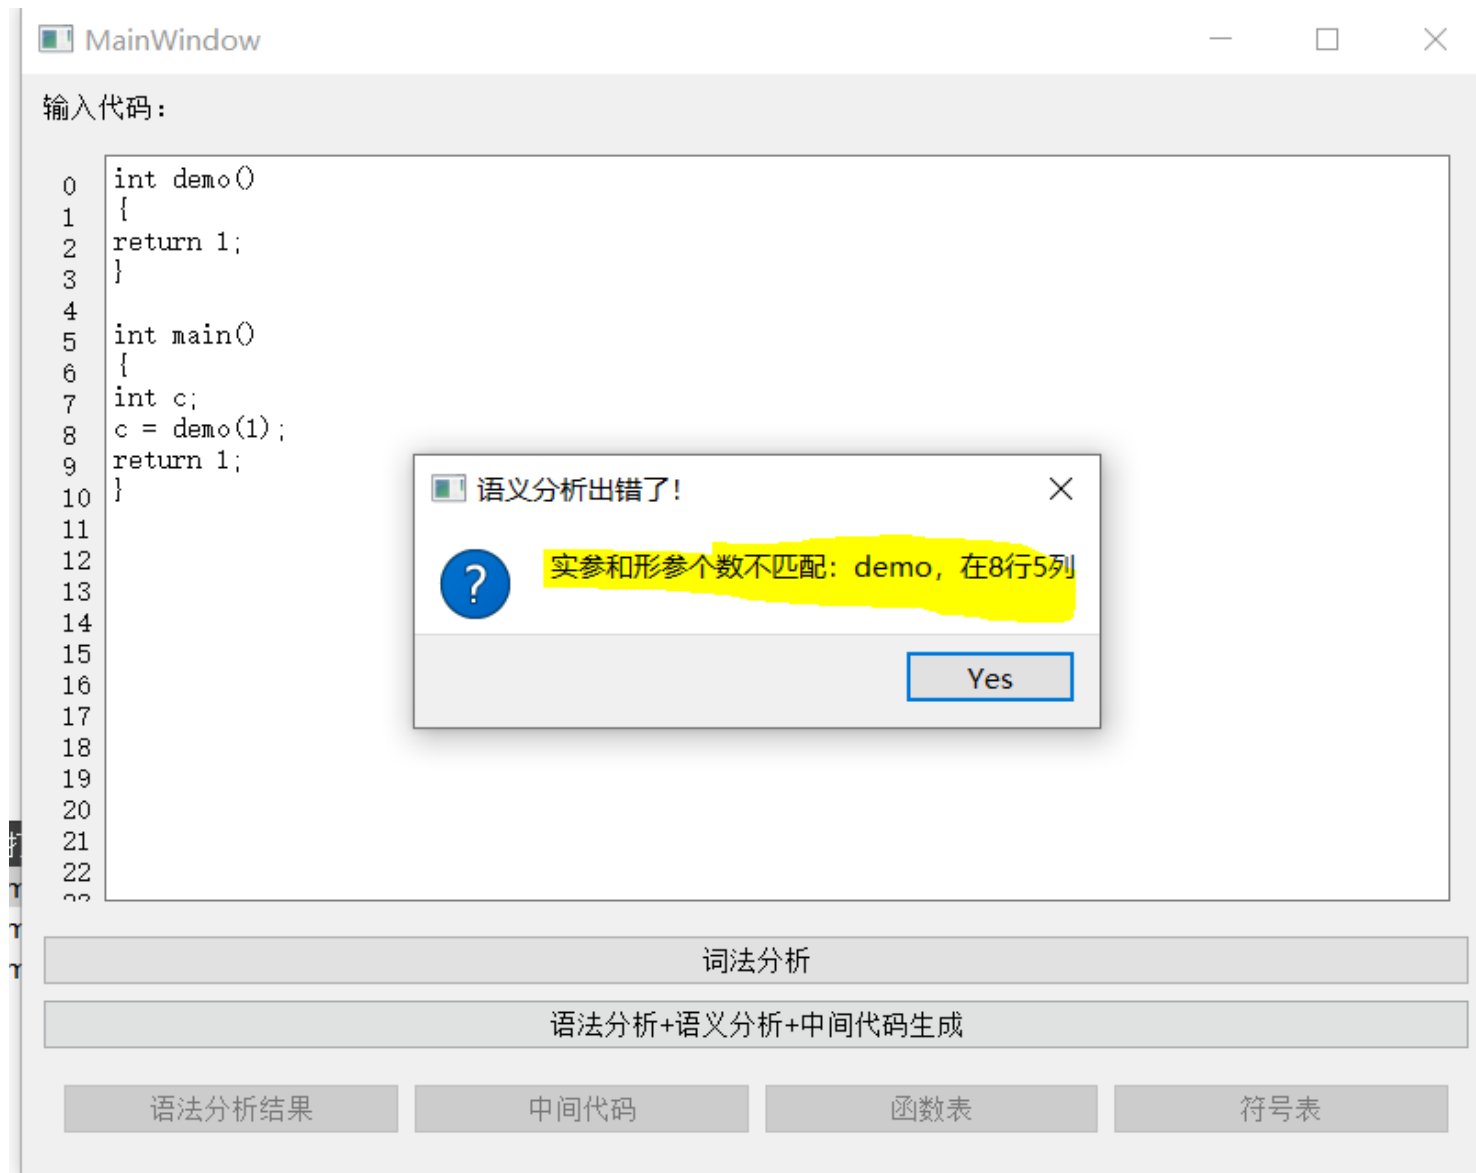 MainWindow
输入代码：
0 int demo()
1 {
2 return 1;
3 }
4
5 int main()
6 {
7 int c;
8 c = demo(1);
9 return 1;
10 }
11
12
13
14
15
16
17
18
19
20
21
22
语义分析出错了!
实参和形参个数不匹配：demo，在8行5列
Yes
词法分析
语法分析+语义分析+中间代码生成
语法分析结果 中间代码 函数表 符号表